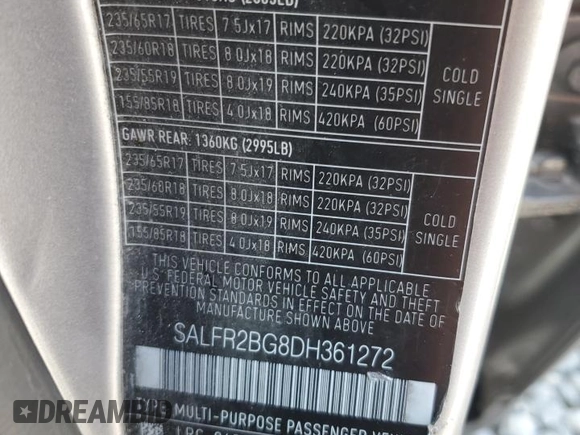 235/65R17 TIRES 7.5Jx17 RIMS 220KPA (32PSI)
235/60R18 TIRES 8.0Jx18 RIMS 220KPA (32PSI)
235/55R19 TIRES 8.0Jx19 RIMS 240KPA (35PSI)
155/85R18 TIRES 4.0Jx18 RIMS 420KPA (60PSI)
COLD
SINGLE
GAWR REAR: 1360KG (2995LB)
235/65R17 TIRES 7.5Jx17 RIMS 220KPA (32PSI)
235/60R18 TIRES 8.0Jx18 RIMS 220KPA (32PSI)
235/55R19 TIRES 8.0Jx19 RIMS 240KPA (35PSI)
155/85R18 TIRES 4.0Jx18 RIMS 420KPA (60PSI)
COLD
SINGLE
THIS VEHICLE CONFORMS TO ALL APPLICABLE
U.S. FEDERAL MOTOR VEHICLE SAFETY AND THEFT
PREVENTION STANDARDS IN EFFECT ON THE DATE OF
MANUFACTURE SHOWN ABOVE
SALFR2BG8DH361272
MULTI-PURPOSE PASSENGER
DREAMBID